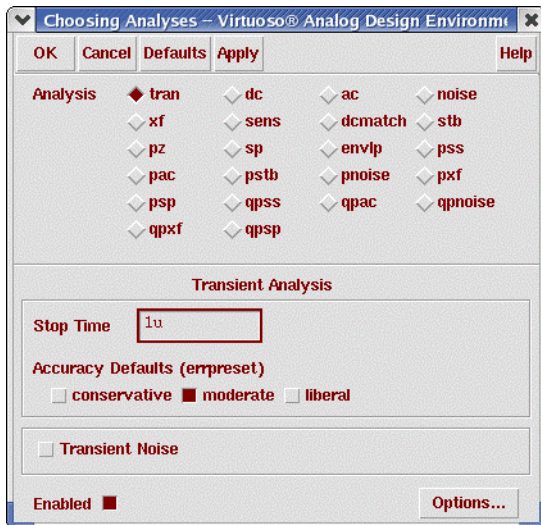 Choosing Analyses -- Virtuoso® Analog Design Environme
OK Cancel Defaults Apply Help
Analysis tran dc ac noise
xf sens dcmatch stb
pz sp envlp pss
pac pstb pnoise pxf
psp qpss qpac qpnoise
qpxf qpsp
Transient Analysis
Stop Time 1u
Accuracy Defaults (errpreset)
conservative moderate liberal
Transient Noise
Enabled Options...